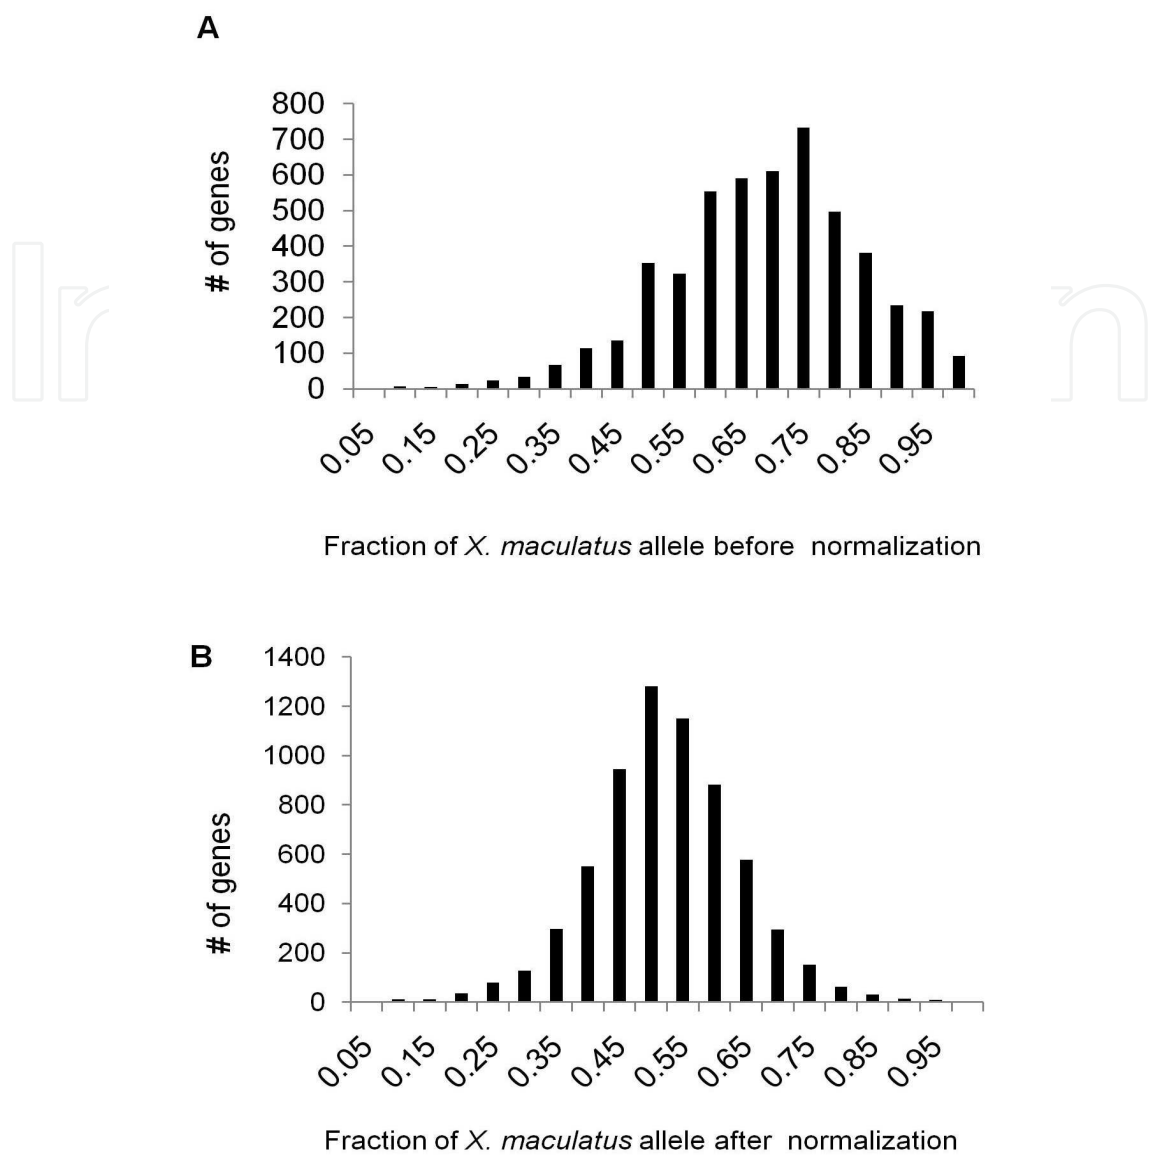 A
800
700
600
500
400
300
200
100
0
# of genes
0.05 0.15 0.25 0.35 0.45 0.55 0.65 0.75 0.85 0.95
Fraction of X. maculatus allele before normalization
B
1400
1200
1000
800
600
400
200
0
# of genes
0.05 0.15 0.25 0.35 0.45 0.55 0.65 0.75 0.85 0.95
Fraction of X. maculatus allele after normalization